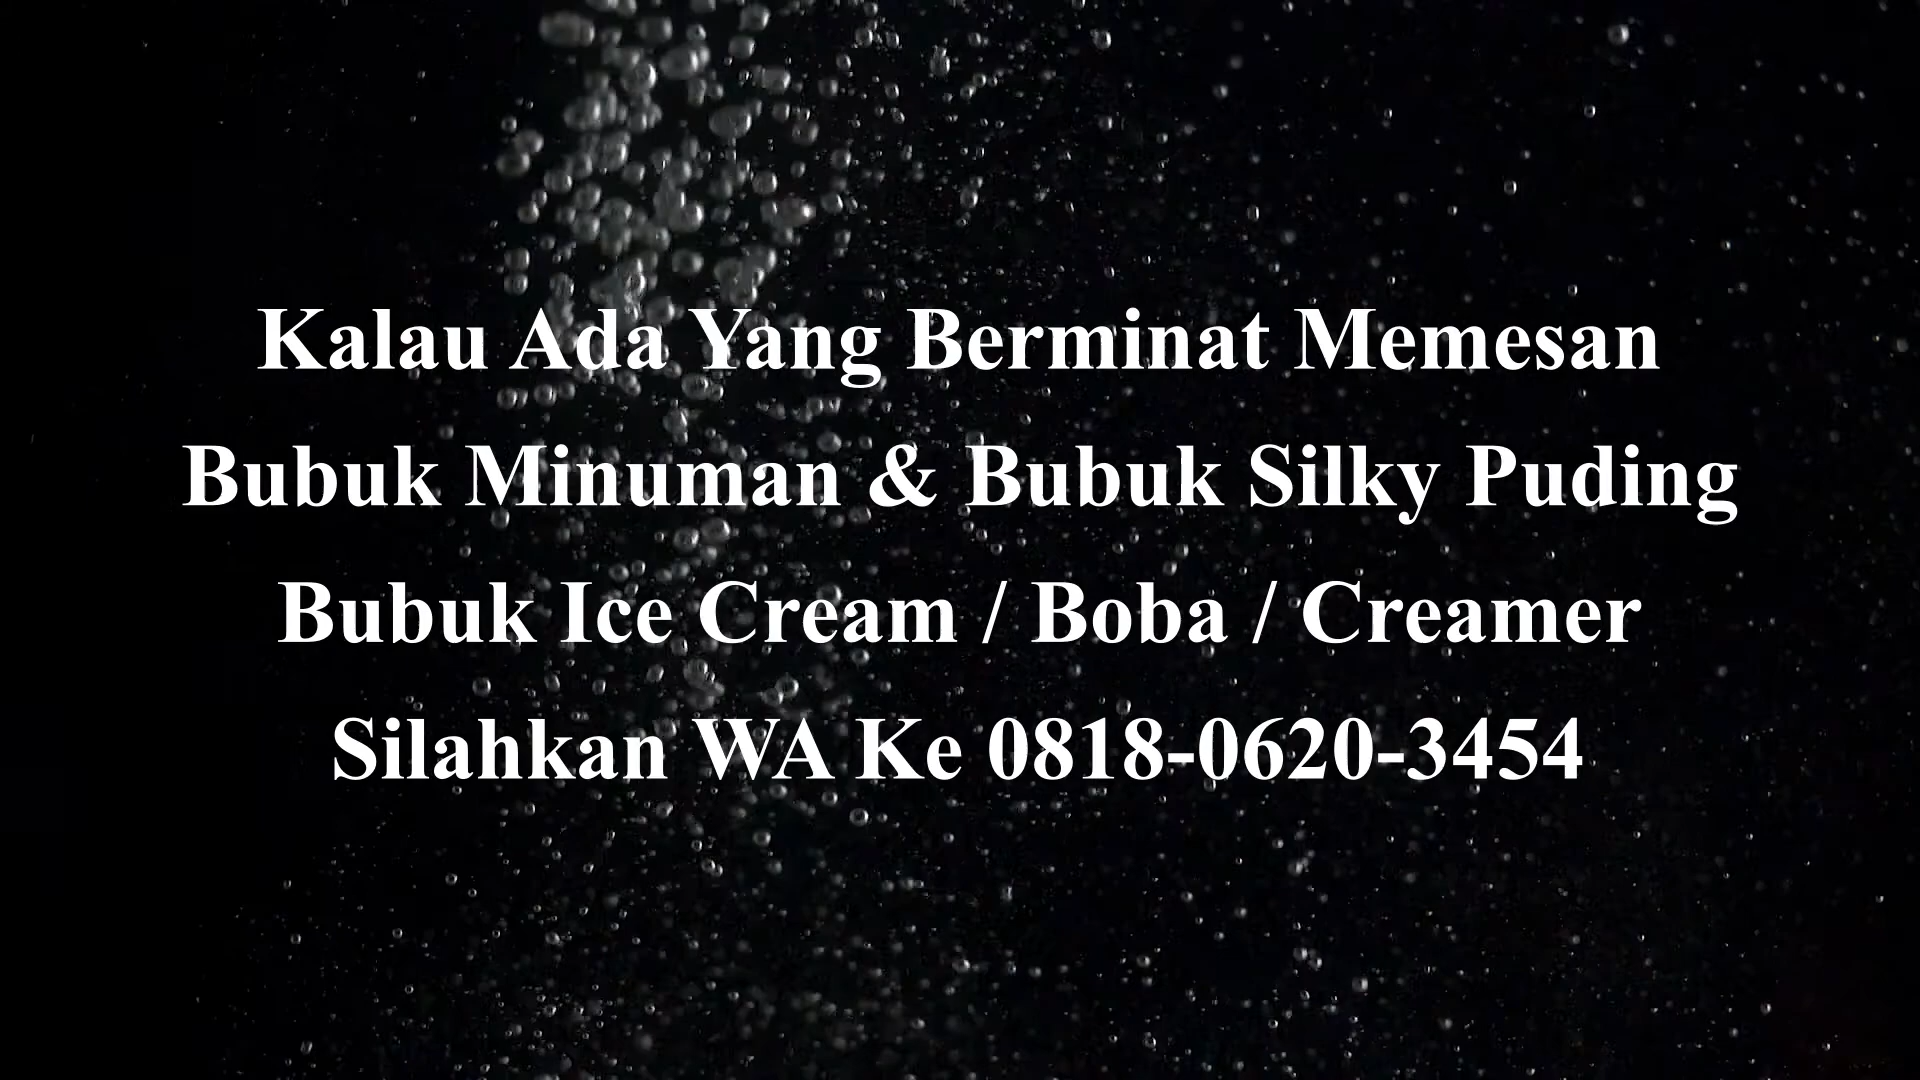 Kalau Ada Yang Berminat Memesan
Bubuk Minuman & Bubuk Silky Puding
Bubuk Ice Cream / Boba / Creamer
Silahkan WA Ke 0818-0620-3454